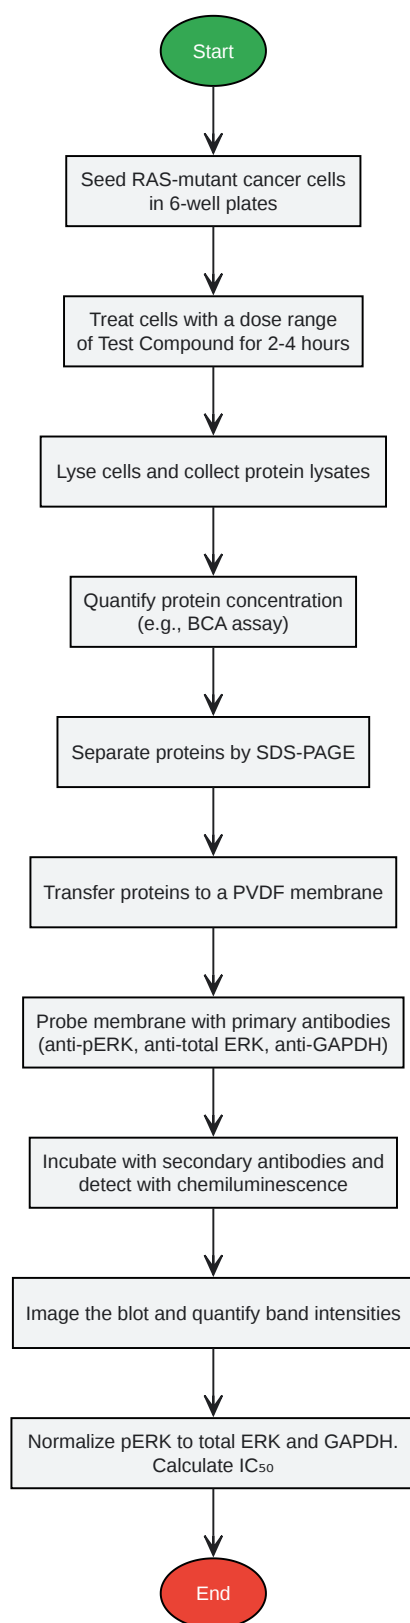 Start
Seed RAS-mutant cancer cells
in 6-well plates
Treat cells with a dose range
of Test Compound for 2-4 hours
Lyse cells and collect protein lysates
Quantify protein concentration
(e.g., BCA assay)
Separate proteins by SDS-PAGE
Transfer proteins to a PVDF membrane
Probe membrane with primary antibodies
(anti-pERK, anti-total ERK, anti-GAPDH)
Incubate with secondary antibodies and
detect with chemiluminescence
Image the blot and quantify band intensities
Normalize pERK to total ERK and GAPDH.
Calculate IC₅₀
End